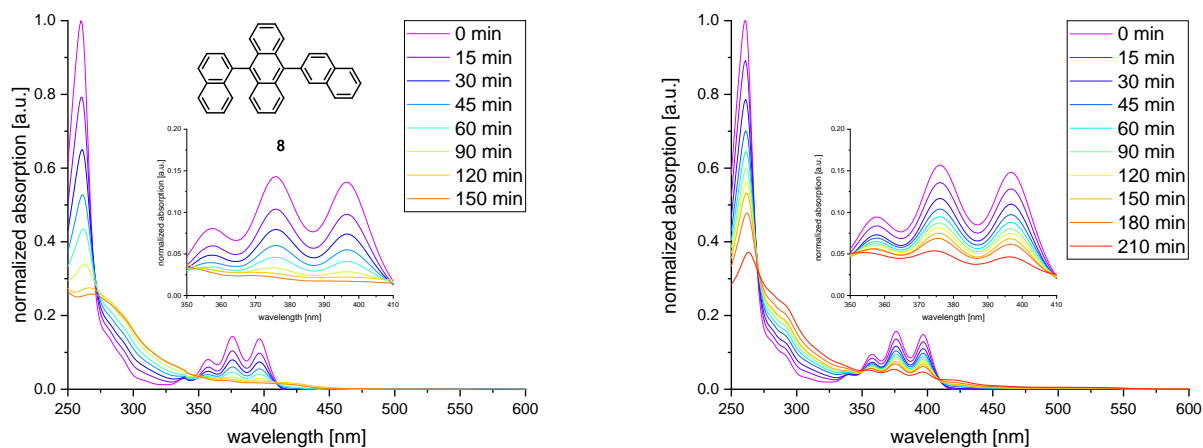 normalized absorption [a.u.]
1.0
0.8
0.6
0.4
0.2
0.0
250 300 350 400 450 500 550 600
wavelength [nm]
8
0 min
15 min
30 min
45 min
60 min
90 min
120 min
150 min
normalized absorption [a.u.]
0.20
0.15
0.10
0.05
0.00
350 360 370 380 390 400 410
wavelength [nm]
normalized absorption [a.u.]
1.0
0.8
0.6
0.4
0.2
0.0
250 300 350 400 450 500 550 600
wavelength [nm]
0 min
15 min
30 min
45 min
60 min
90 min
120 min
150 min
180 min
210 min
normalized absorption [a.u.]
0.20
0.15
0.10
0.05
0.00
350 360 370 380 390 400 410
wavelength [nm]